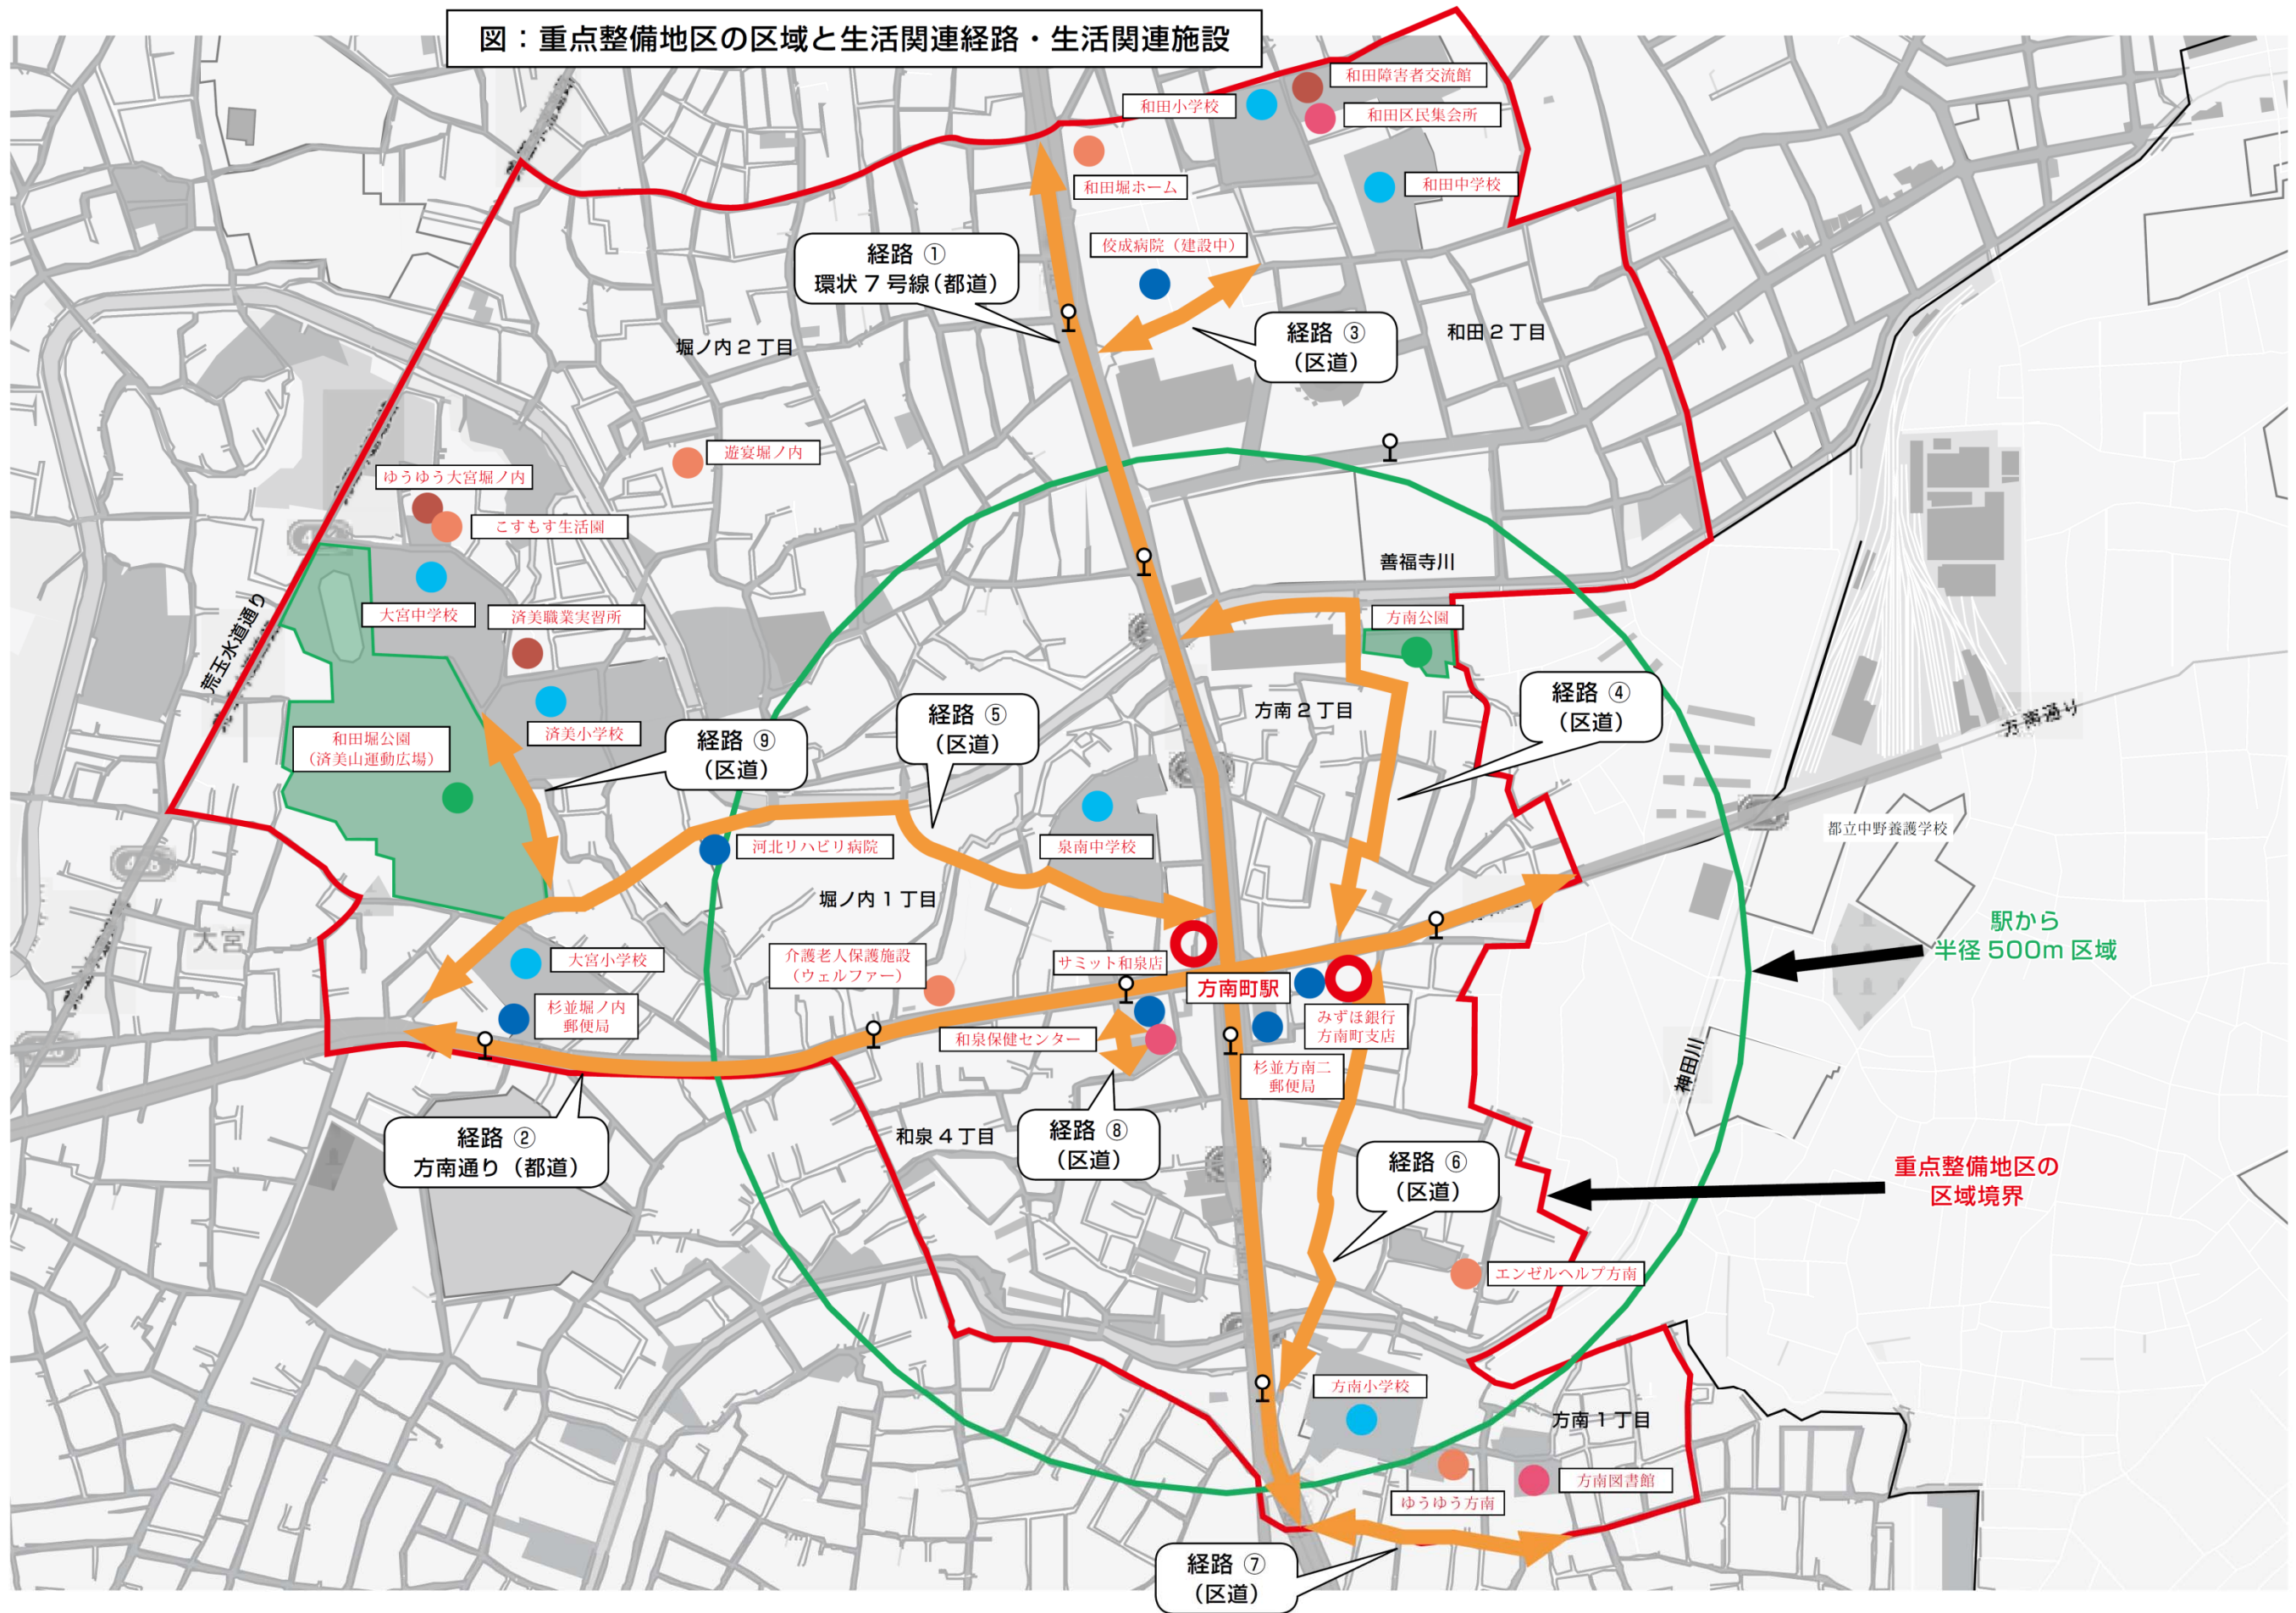 図：重点整備地区の区域と生活関連経路・生活関連施設
和田障害者交流館
和田小学校
和田区民集会所
和田堀ホーム
和田中学校
佼成病院（建設中）
経路 ①
環状 7 号線（都道）
経路 ③
（区道）
和田 2 丁目
堀ノ内 2 丁目
遊宴堀ノ内
ゆうゆう大宮堀ノ内
こすもす生活園
善福寺川
大宮中学校
済美職業実習所
方南公園
荒玉水道通り
経路 ④
（区道）
方南 2 丁目
経路 ⑤
（区道）
方南通り
済美小学校
和田堀公園
（済美山運動広場）
経路 ⑨
（区道）
都立中野養護学校
河北リハビリ病院
泉南中学校
堀ノ内 1 丁目
大宮
駅から
半径 500m 区域
大宮小学校
介護老人保護施設
（ウェルファー）
サミット和泉店
方南町駅
杉並堀ノ内
郵便局
みずほ銀行
方南町支店
和泉保健センター
杉並方南二
郵便局
神田川
経路 ②
方南通り（都道）
和泉 4 丁目
経路 ⑧
（区道）
経路 ⑥
（区道）
重点整備地区の
区域境界
エンゼルヘルプ方南
方南小学校
方南 1 丁目
方南図書館
ゆうゆう方南
経路 ⑦
（区道）